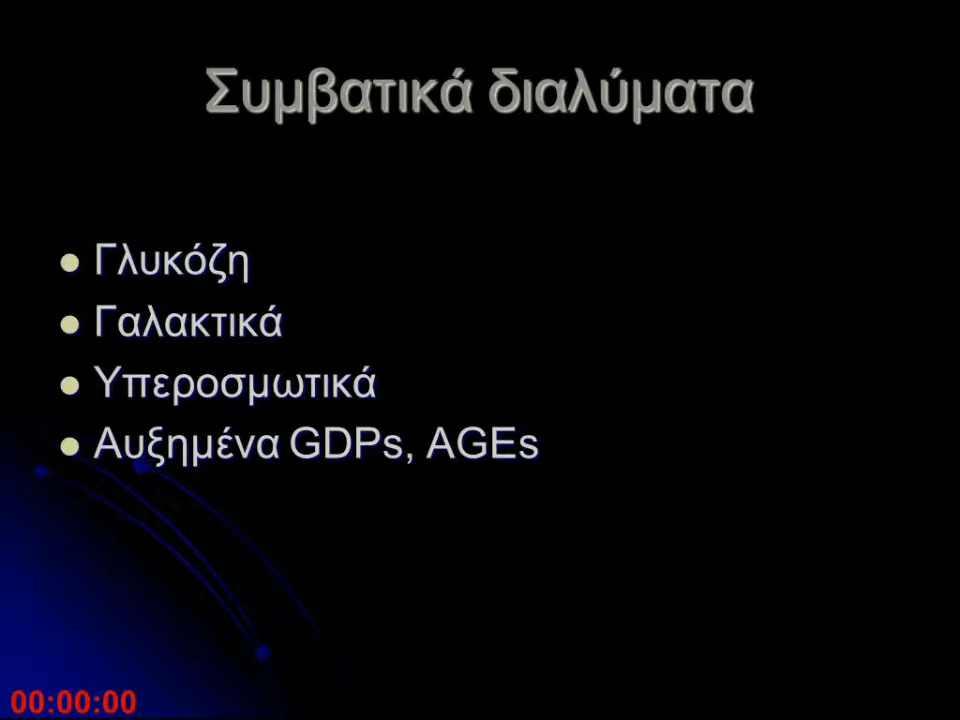 Συμβατικά διαλύματα
Γλυκόζη
Γαλακτικά
Υπεροσμωτικά
Αυξημένα GDPs, AGEs
00:00:00